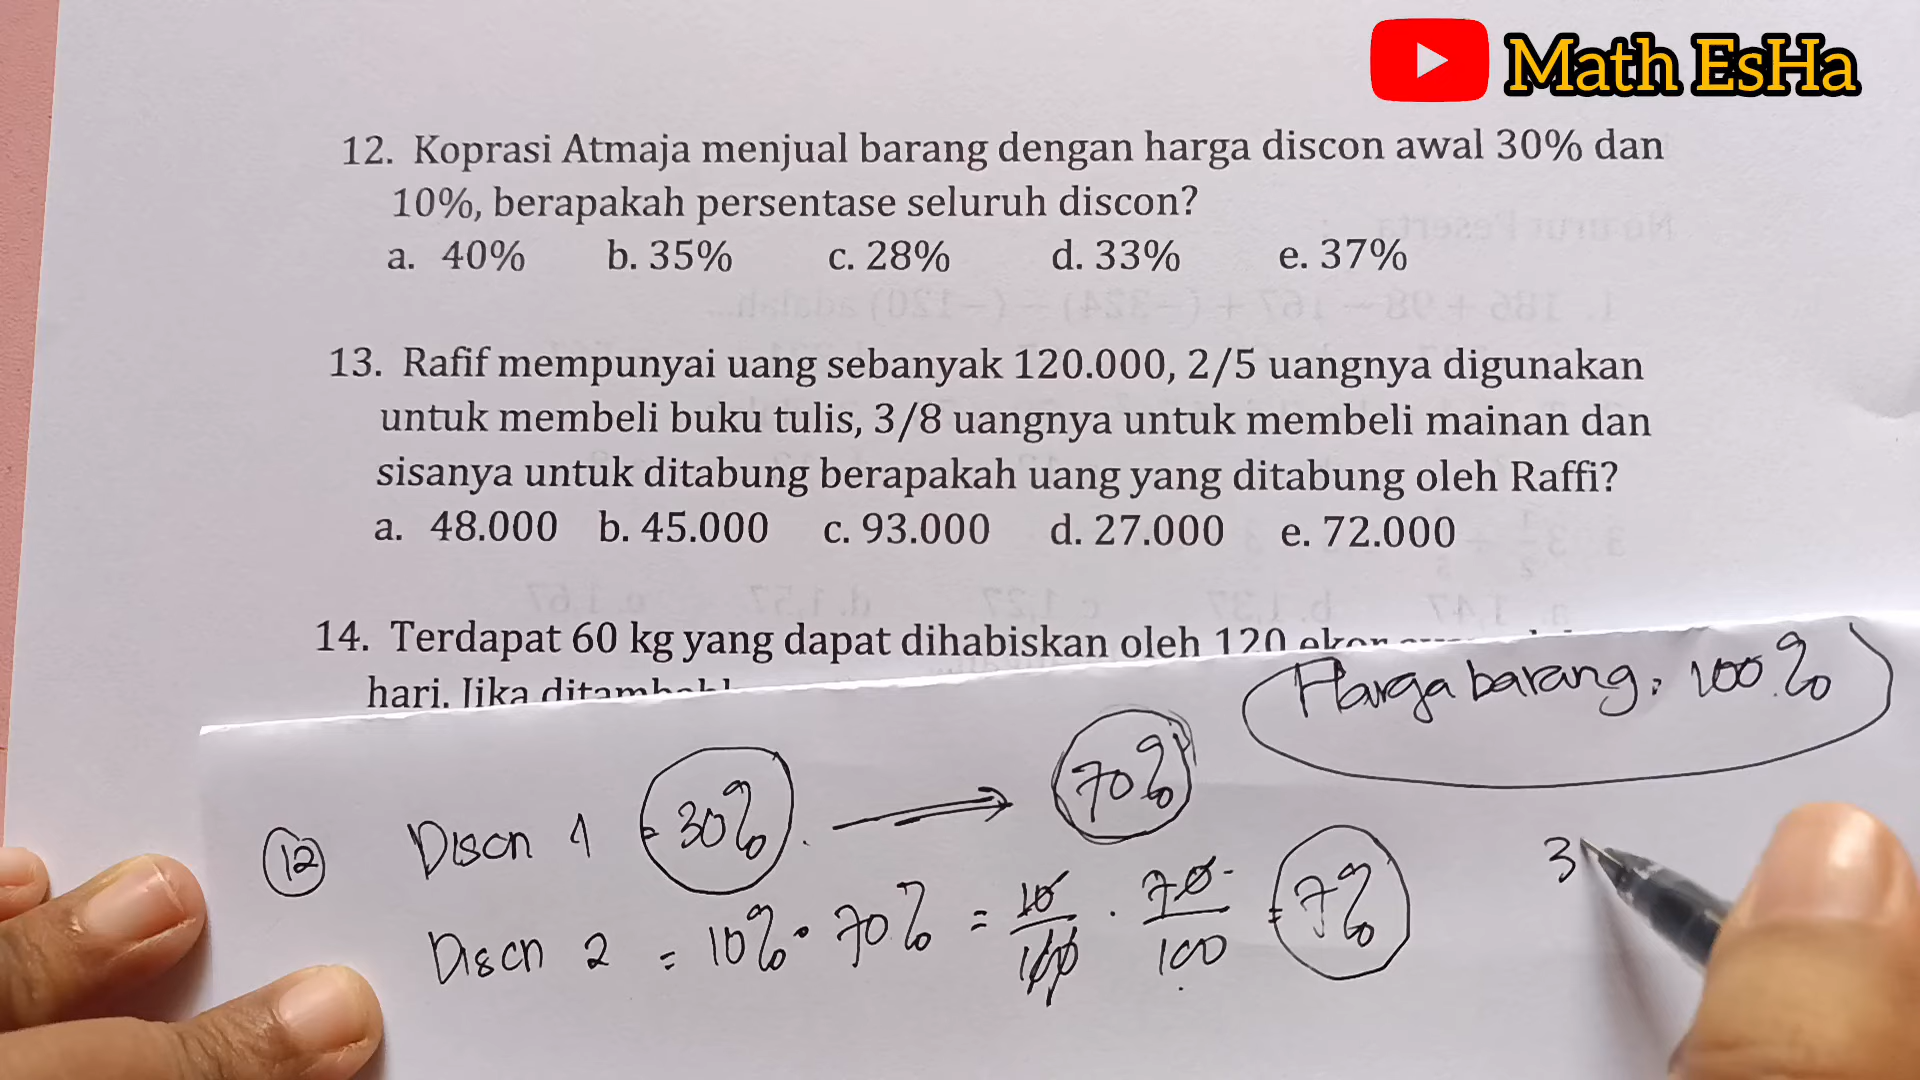 Math EsHa
12. Koprasi Atmaja menjual barang dengan harga discon awal 30% dan
10%, berapakah persentase seluruh discon?
a. 40% b. 35% c. 28% d. 33% e. 37%
13. Rafif mempunyai uang sebanyak 120.000, 2/5 uangnya digunakan
untuk membeli buku tulis, 3/8 uangnya untuk membeli mainan dan
sisanya untuk ditabung berapakah uang yang ditabung oleh Raffi?
a. 48.000 b. 45.000 c. 93.000 d. 27.000 e. 72.000
14. Terdapat 60 kg yang dapat dihabiskan oleh 120
hari. Jika
Harga barang, 100%
12 Discn 1 = 30% 70%
Discn 2 = 10% . 70% = 10/100 . 70/100 = 7%
3